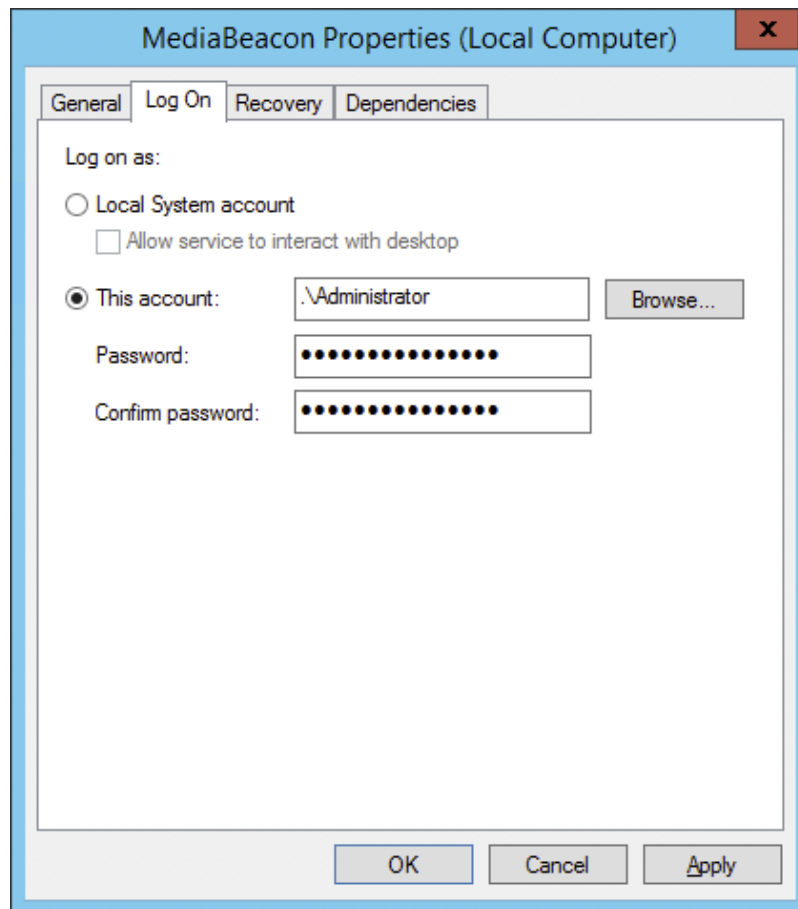 MediaBeacon Properties (Local Computer) x
General Log On Recovery Dependencies
Log on as:
Local System account
Allow service to interact with desktop
This account: .\Administrator Browse...
Password: ●●●●●●●●●●●●●●●
Confirm password: ●●●●●●●●●●●●●●●
OK Cancel Apply